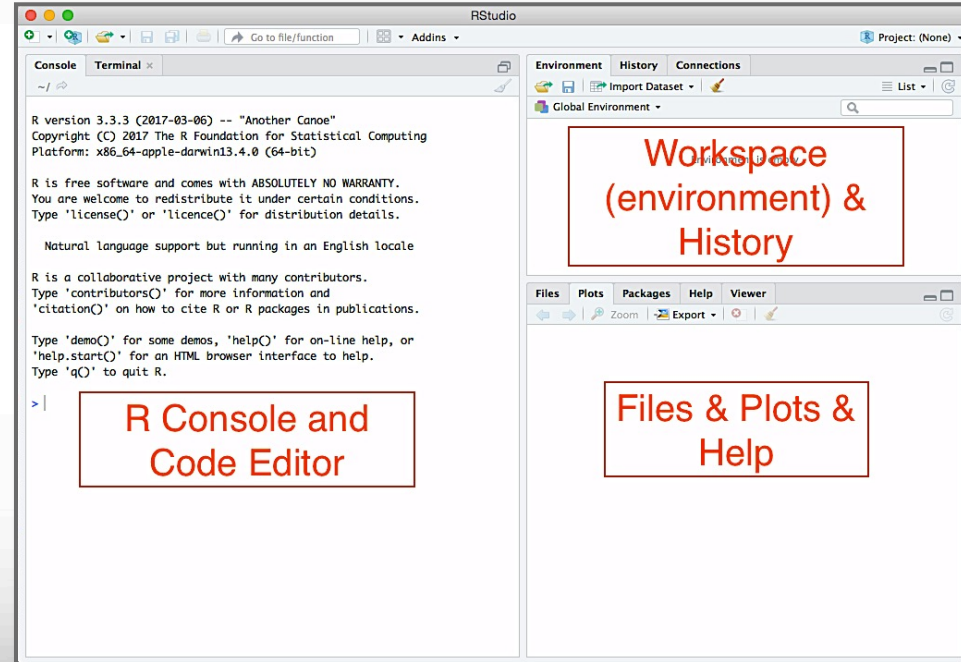 RStudio
Go to file/function
Addins
Project: (None)
Console Terminal
~/
R version 3.3.3 (2017-03-06) -- "Another Canoe"
Copyright (C) 2017 The R Foundation for Statistical Computing
Platform: x86_64-apple-darwin13.4.0 (64-bit)
R is free software and comes with ABSOLUTELY NO WARRANTY.
You are welcome to redistribute it under certain conditions.
Type 'license()' or 'licence()' for distribution details.
Natural language support but running in an English locale
R is a collaborative project with many contributors.
Type 'contributors()' for more information and
'citation()' on how to cite R or R packages in publications.
Type 'demo()' for some demos, 'help()' for on-line help, or
'help.start()' for an HTML browser interface to help.
Type 'q()' to quit R.
>
R Console and
Code Editor
Environment History Connections
Import Dataset List
Global Environment
Environment is empty
Workspace
(environment) &
History
Files Plots Packages Help Viewer
Zoom Export
Files & Plots &
Help